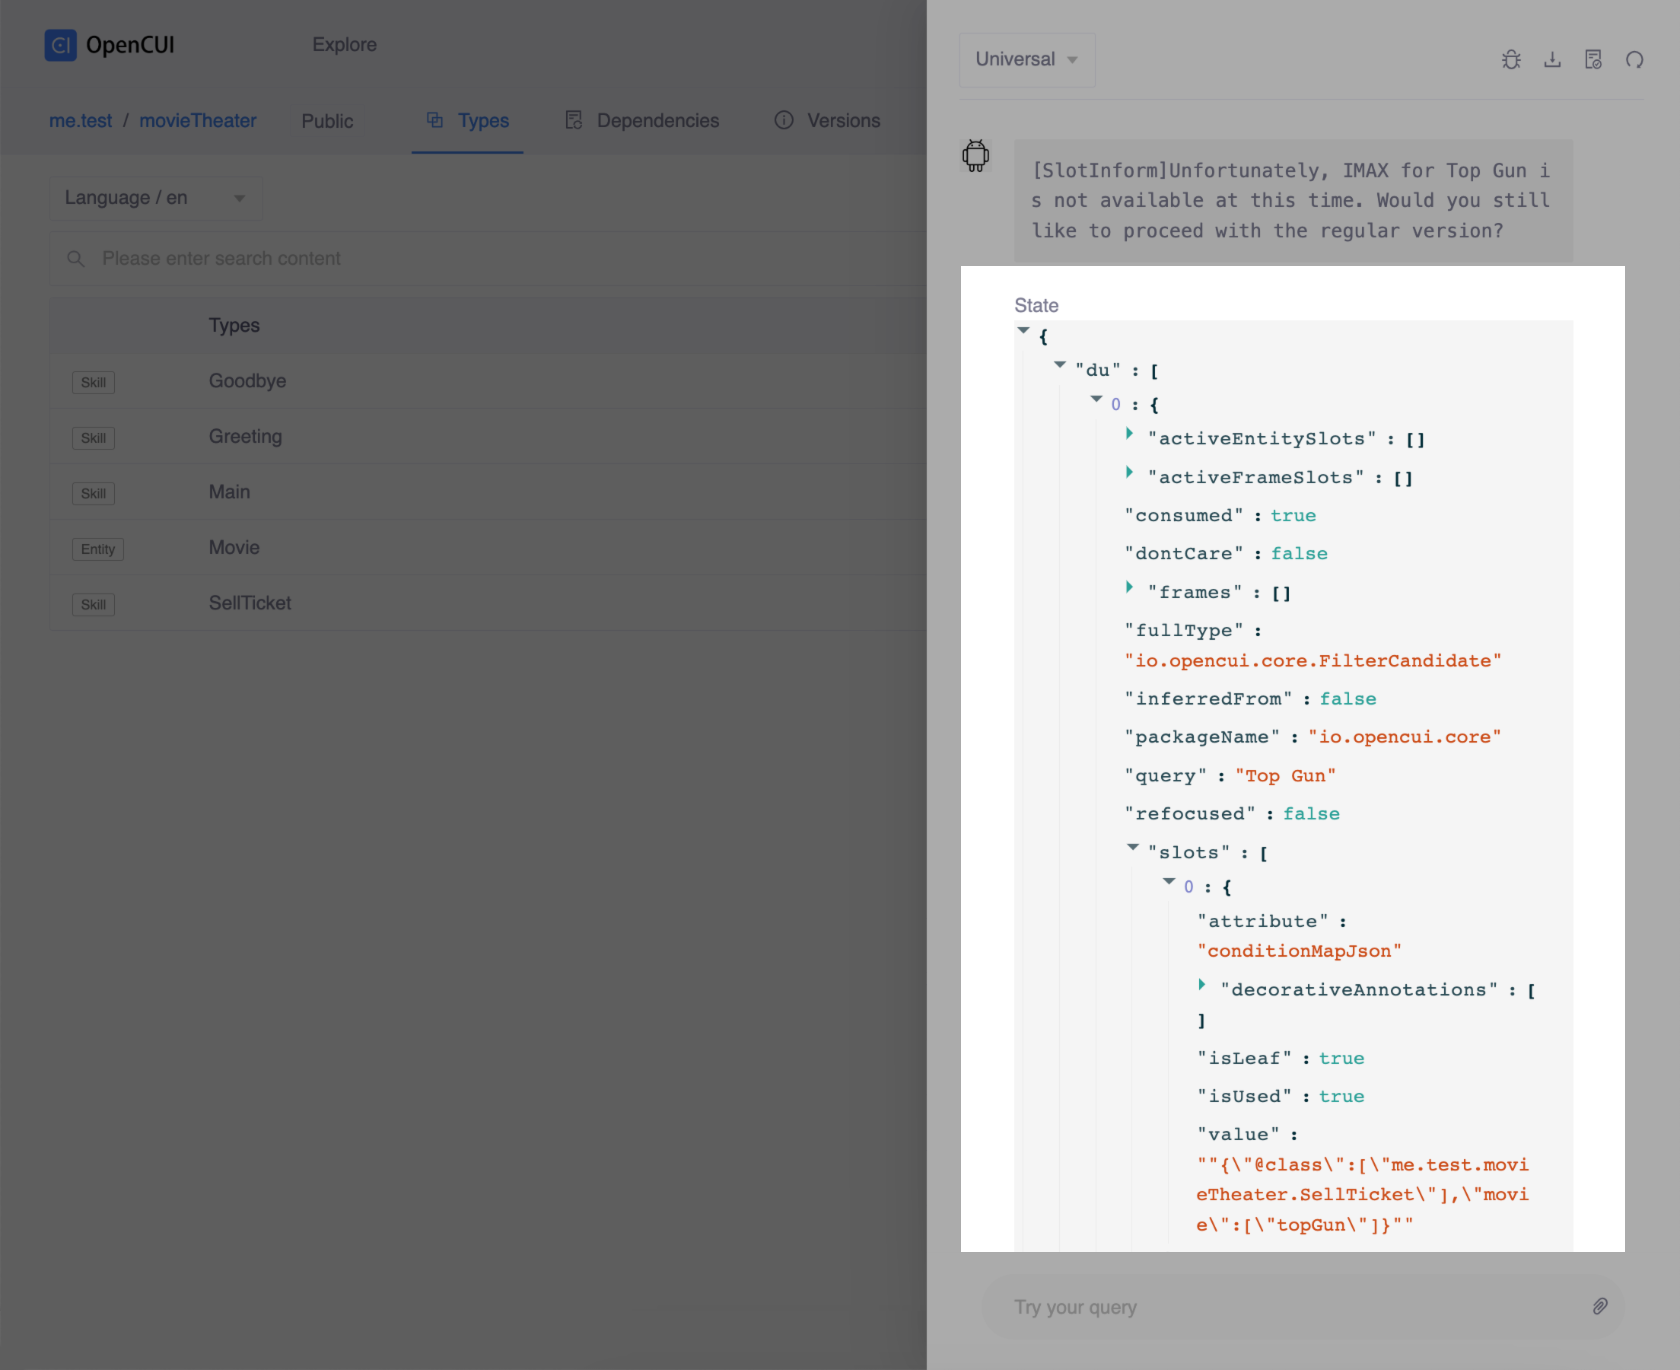 OpenCUI
Explore
me.test / movieTheater
Public
Types
Dependencies
Versions
Language / en
Please enter search content
Types
Skill Goodbye
Skill Greeting
Skill Main
Entity Movie
Skill SellTicket
Universal
[SlotInform]Unfortunately, IMAX for Top Gun i
s not available at this time. Would you still
like to proceed with the regular version?
State
{
"du" : [
0 : {
"activeEntitySlots" : []
"activeFrameSlots" : []
"consumed" : true
"dontCare" : false
"frames" : []
"fullType" :
"io.opencui.core.FilterCandidate"
"inferredFrom" : false
"packageName" : "io.opencui.core"
"query" : "Top Gun"
"refocused" : false
"slots" : [
0 : {
"attribute" :
"conditionMapJson"
"decorativeAnnotations" : [
]
"isLeaf" : true
"isUsed" : true
"value" :
""{\"@class\":[\"me.test.movi
eTheater.SellTicket\"],\"movi
e\":[\"topGun\"]}""
Try your query